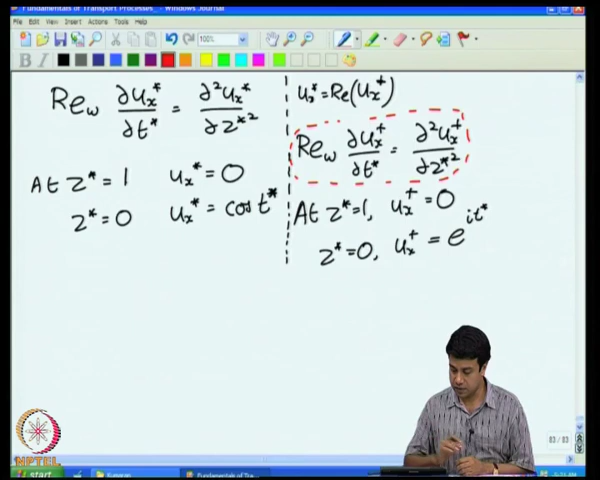 Fundamentals of Transport Processes - Windows Journal
File Edit View Insert Actions Tools Help
100%
B I
Re_w ∂u_x*/∂t* = ∂²u_x*/∂z*²
At z* = 1 u_x* = 0
z* = 0 u_x* = cos t*
u_x* = Re(u_x⁺)
Re_w ∂u_x⁺/∂t* = ∂²u_x⁺/∂z*²
At z* = 1, u_x⁺ = 0
z* = 0, u_x⁺ = e^{it*}
83 / 83
NPTEL
start
Fundamentals of Tra...